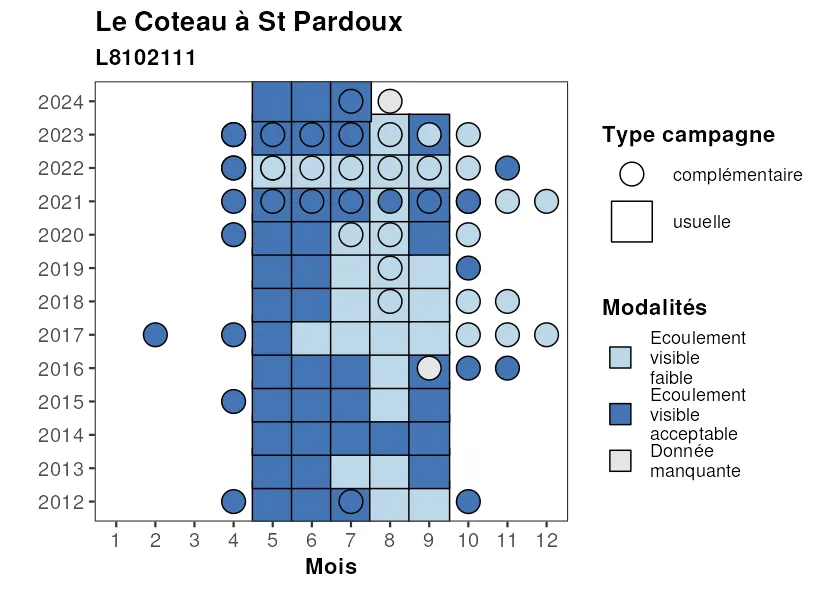 Le Coteau à St Pardoux
L8102111
2024
2023
2022
2021
2020
2019
2018
2017
2016
2015
2014
2013
2012
1 2 3 4 5 6 7 8 9 10 11 12
Mois
Type campagne
complémentaire
usuelle
Modalités
Ecoulement
visible
faible
Ecoulement
visible
acceptable
Donnée
manquante